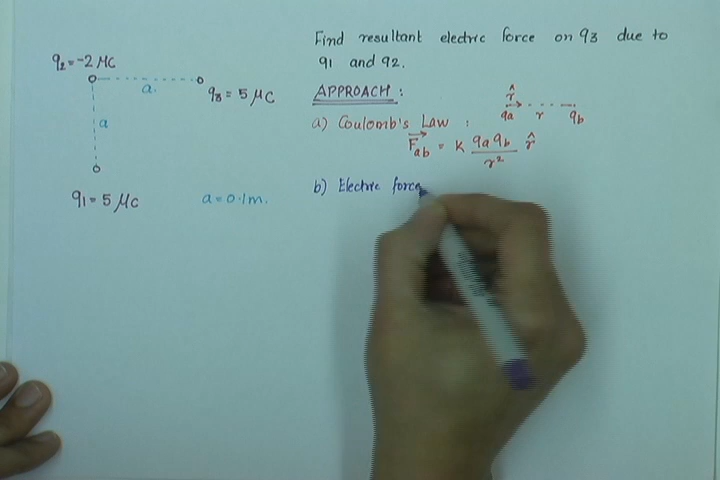 Find resultant electric force on q3 due to
q1 and q2.
q2 = -2 μC
a
q3 = 5 μC
a
q1 = 5 μC
a = 0.1m.
APPROACH :
a) Coulomb's Law :
r̂
qa r qb
F⃗ab = K qa qb / r² r̂
b) Electric force